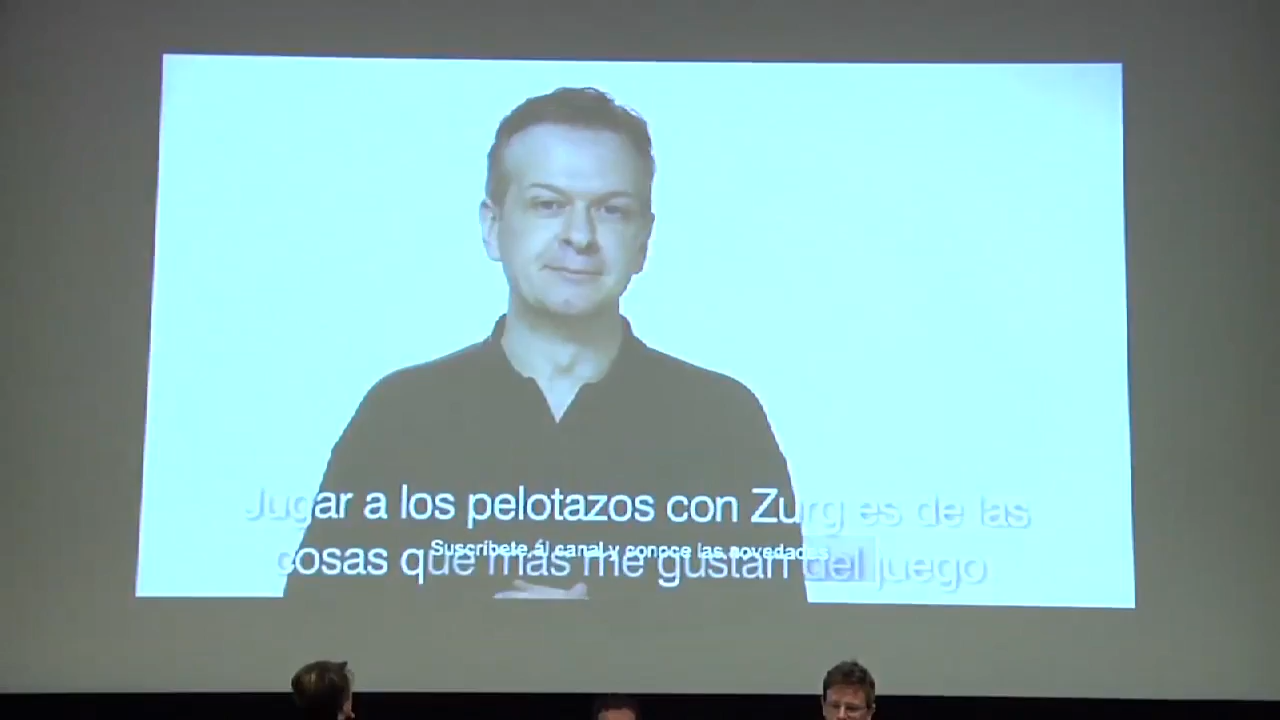 Jugar a los pelotazos con Zurg es de las
Suscríbete al canal y conoce las novedades
cosas que más me gustan del juego